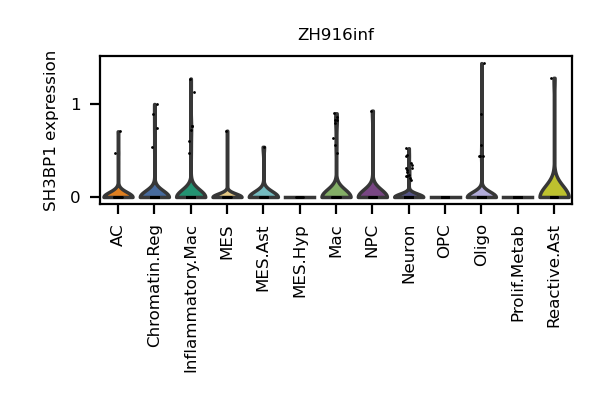 ZH916inf
SH3BP1 expression
1
0
AC
Chromatin.Reg
Inflammatory.Mac
MES
MES.Ast
MES.Hyp
Mac
NPC
Neuron
OPC
Oligo
Prolif.Metab
Reactive.Ast